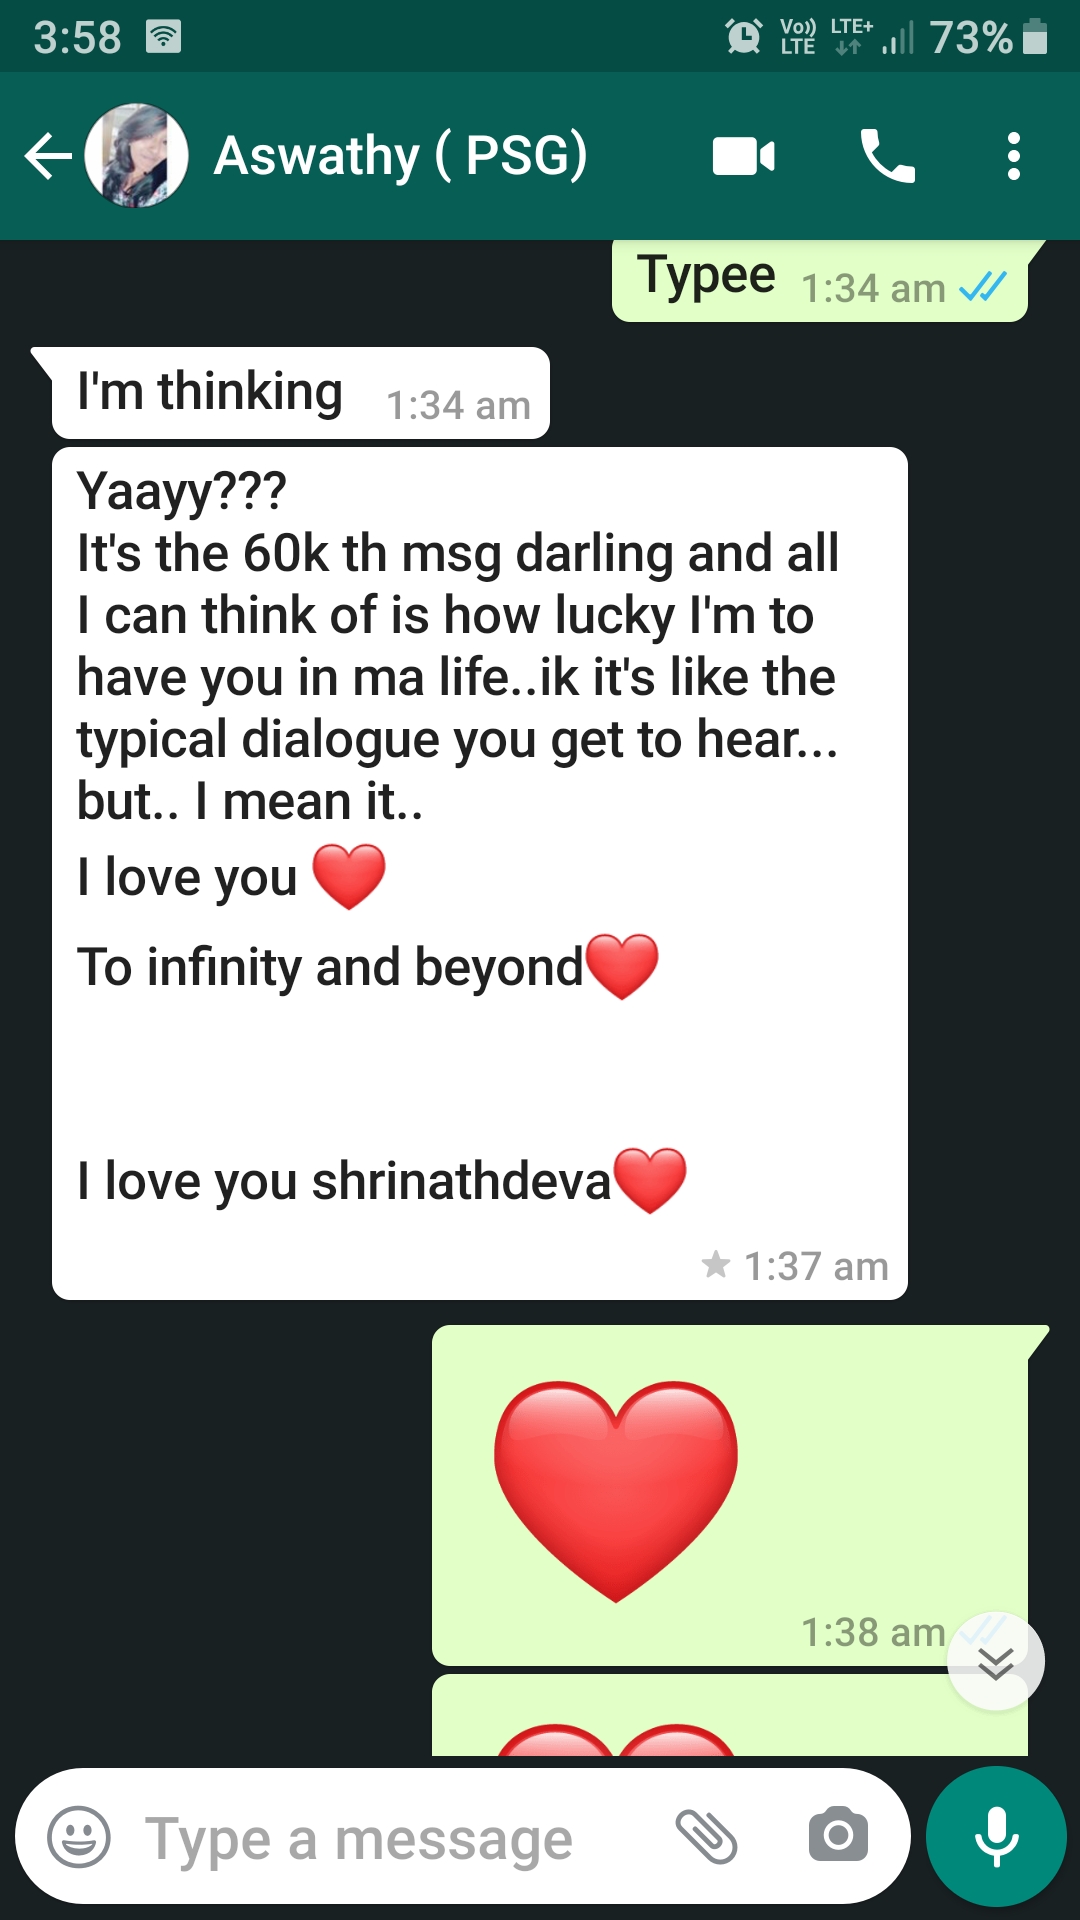 3:58
Vo)) LTE LTE+ 73%
Aswathy ( PSG)
Typee 1:34 am
I'm thinking 1:34 am
Yaayy???
It's the 60k th msg darling and all
I can think of is how lucky I'm to
have you in ma life..ik it's like the
typical dialogue you get to hear...
but.. I mean it..
I love you ❤️
To infinity and beyond❤️
I love you shrinathdeva❤️
1:37 am
❤️
1:38 am
Type a message